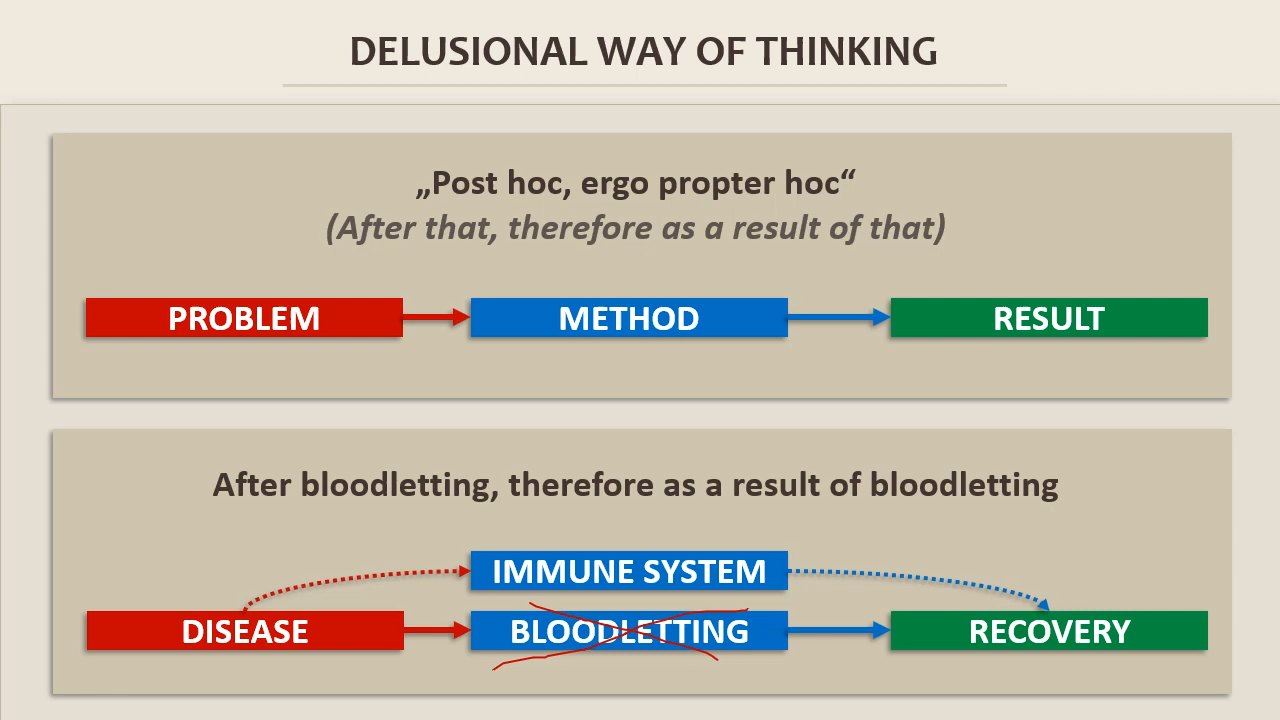 DELUSIONAL WAY OF THINKING
„Post hoc, ergo propter hoc“
(After that, therefore as a result of that)
PROBLEM
METHOD
RESULT
After bloodletting, therefore as a result of bloodletting
IMMUNE SYSTEM
DISEASE
BLOODLETTING
RECOVERY